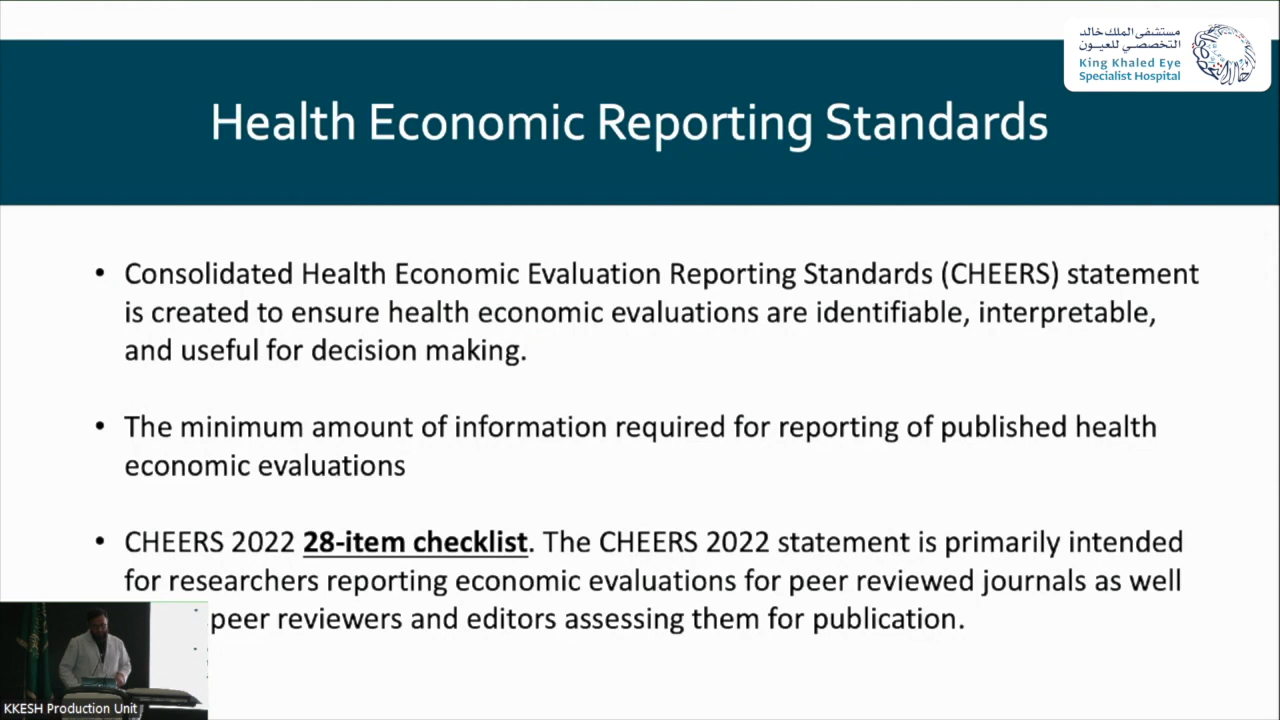 مستشفى الملك خالد
التخصصي للعيون
King Khaled Eye
Specialist Hospital
Health Economic Reporting Standards
• Consolidated Health Economic Evaluation Reporting Standards (CHEERS) statement
is created to ensure health economic evaluations are identifiable, interpretable,
and useful for decision making.
• The minimum amount of information required for reporting of published health
economic evaluations
• CHEERS 2022 28-item checklist. The CHEERS 2022 statement is primarily intended
for researchers reporting economic evaluations for peer reviewed journals as well
peer reviewers and editors assessing them for publication.
KKESH Production Unit